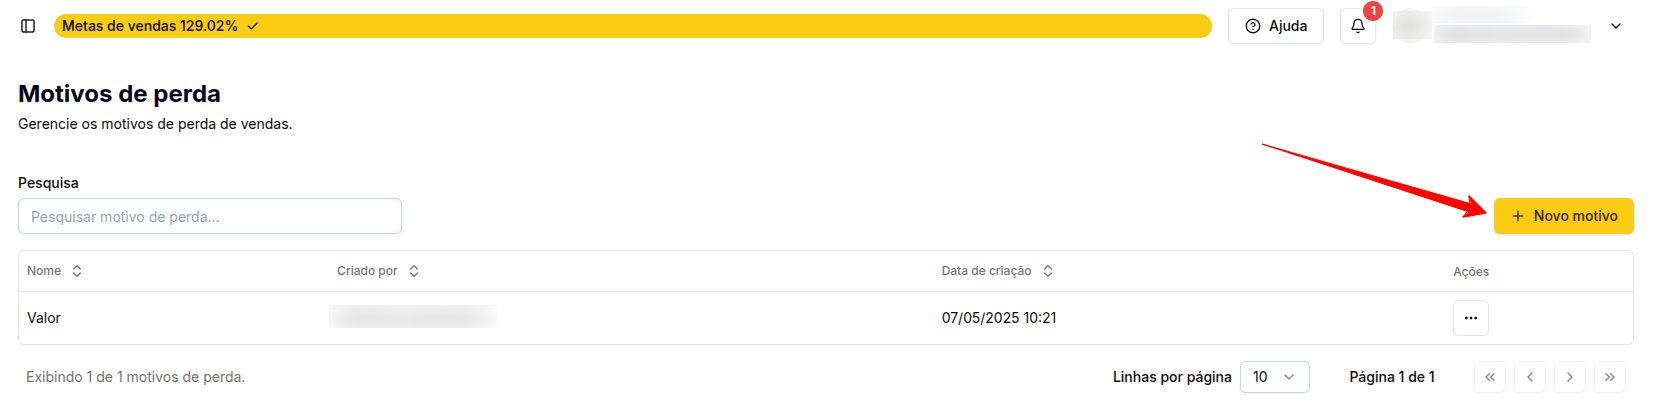 Metas de vendas 129.02%
Ajuda
1
Motivos de perda
Gerencie os motivos de perda de vendas.
Pesquisa
Pesquisar motivo de perda...
+ Novo motivo
Nome Criado por Data de criação Ações
Valor 07/05/2025 10:21
Exibindo 1 de 1 motivos de perda. Linhas por página 10 Página 1 de 1